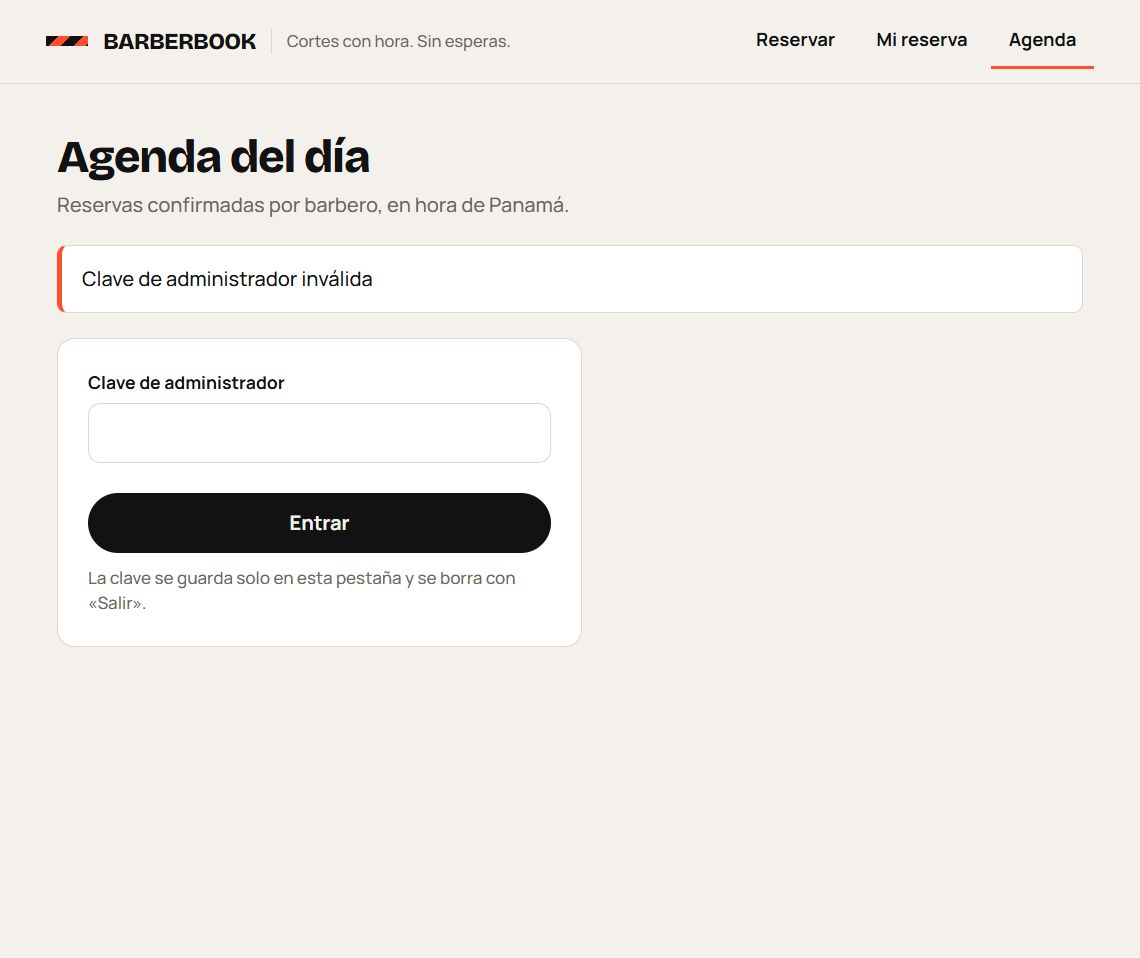 BARBERBOOK
Cortes con hora. Sin esperas.
Reservar
Mi reserva
Agenda
Agenda del día
Reservas confirmadas por barbero, en hora de Panamá.
Clave de administrador inválida
Clave de administrador
Entrar
La clave se guarda solo en esta pestaña y se borra con
«Salir».